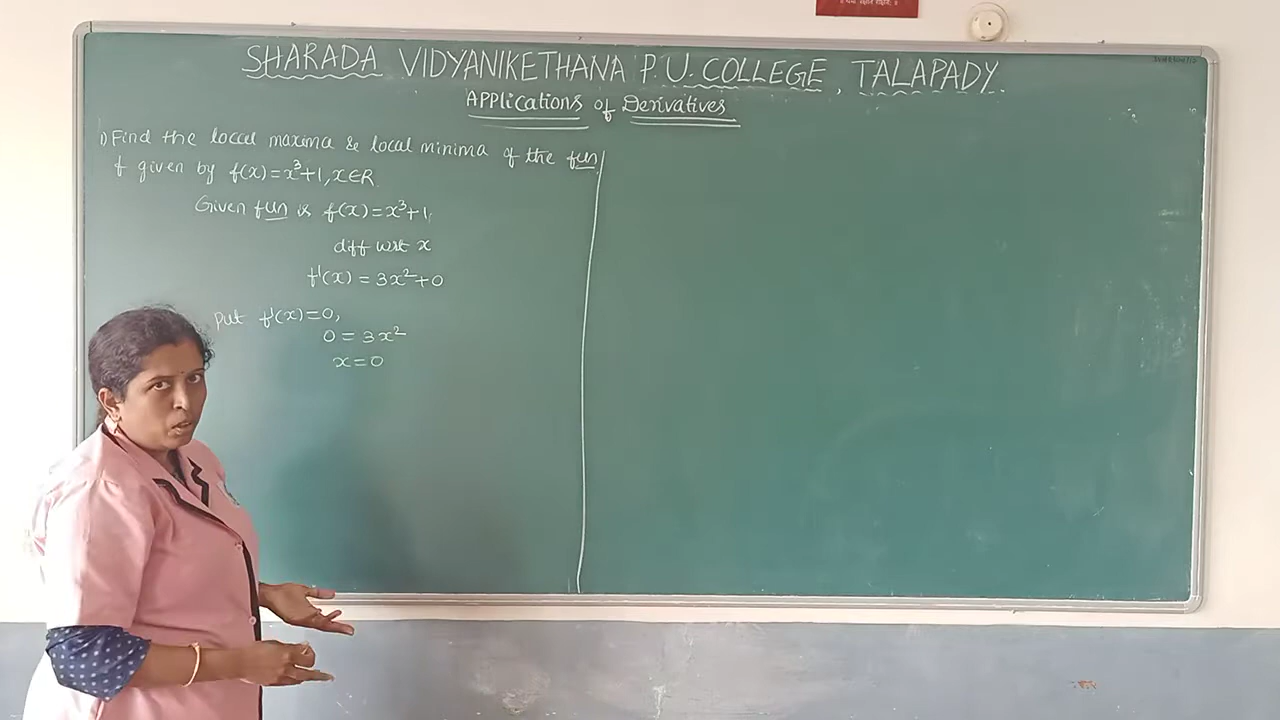 SHARADA VIDYANIKETHANA P.U. COLLEGE, TALAPADY.
Applications of Derivatives
1) Find the local maxima & local minima of the fun
f given by f(x)=x³+1, x∈R
Given fun is f(x)=x³+1,
diff wrt x
f'(x) = 3x²+0
put f'(x)=0,
0 = 3x²
x=0